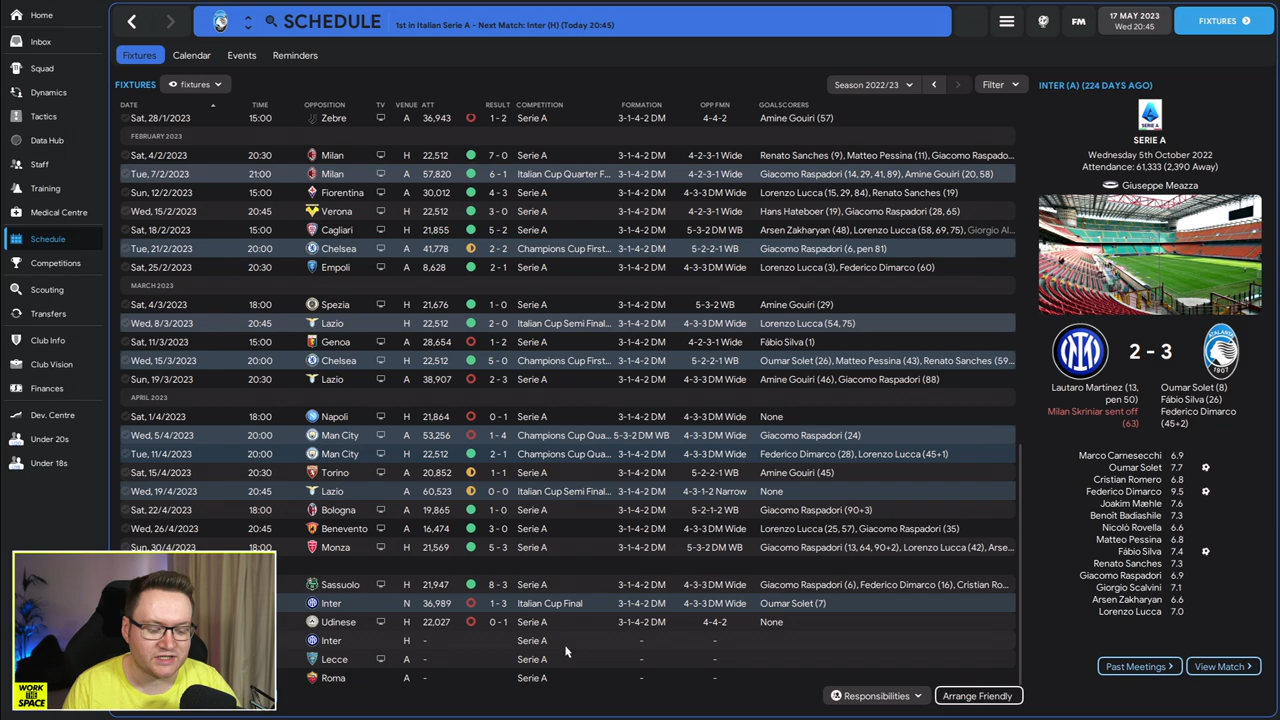 Home
Inbox
Squad
Dynamics
Tactics
Data Hub
Staff
Training
Medical Centre
Schedule
Competitions
Scouting
Transfers
Club Info
Club Vision
Finances
Dev. Centre
Under 20s
Under 18s
SCHEDULE
1st in Italian Serie A - Next Match: Inter (H) (Today 20:45)
FM
17 MAY 2023
Wed 20:45
FIXTURES
Fixtures Calendar Events Reminders
FIXTURES fixtures Season 2022/23 Filter
DATE TIME OPPOSITION TV VENUE ATT RESULT COMPETITION FORMATION OPP FMN GOALSCORERS
Sat, 28/1/2023 15:00 Zebre A 36,943 1 - 2 Serie A 3-1-4-2 DM 4-4-2 Amine Gouiri (57)
FEBRUARY 2023
Sat, 4/2/2023 20:30 Milan H 22,512 7 - 0 Serie A 3-1-4-2 DM 4-2-3-1 Wide Renato Sanches (9), Matteo Pessina (11), Giacomo Raspado...
Tue, 7/2/2023 21:00 Milan A 57,820 6 - 1 Italian Cup Quarter F... 3-1-4-2 DM 4-2-3-1 Wide Giacomo Raspadori (14, 29, 41, 89), Amine Gouiri (20, 58)
Sun, 12/2/2023 15:00 Fiorentina A 30,012 4 - 3 Serie A 3-1-4-2 DM 4-3-3 DM Wide Lorenzo Lucca (15, 29, 84), Renato Sanches (19)
Wed, 15/2/2023 20:45 Verona H 22,512 3 - 0 Serie A 3-1-4-2 DM 4-2-3-1 Wide Hans Hateboer (19), Giacomo Raspadori (28, 65)
Sat, 18/2/2023 15:00 Cagliari H 21,855 5 - 2 Serie A 3-1-4-2 DM 5-3-2 DM WB Arsen Zakharyan (48), Lorenzo Lucca (58, 69, 75), Giorgio Al...
Tue, 21/2/2023 20:00 Chelsea A 41,778 2 - 2 Champions Cup First... 3-1-4-2 DM 5-2-2-1 WB Giacomo Raspadori (6, pen 81)
Sat, 25/2/2023 20:30 Empoli A 8,628 2 - 1 Serie A 3-1-4-2 DM 4-3-3 DM Wide Lorenzo Lucca (3), Federico Dimarco (60)
MARCH 2023
Sat, 4/3/2023 18:00 Spezia H 21,676 1 - 0 Serie A 3-1-4-2 DM 5-3-2 WB Amine Gouiri (29)
Wed, 8/3/2023 20:45 Lazio H 22,512 2 - 0 Italian Cup Semi Final... 3-1-4-2 DM 4-3-3 DM Wide Lorenzo Lucca (54, 75)
Sat, 11/3/2023 15:00 Genoa A 28,654 1 - 2 Serie A 3-1-4-2 DM 4-2-3-1 Wide Fábio Silva (1)
Wed, 15/3/2023 20:00 Chelsea H 22,512 5 - 0 Champions Cup First... 3-1-4-2 DM 5-2-2-1 WB Oumar Solet (26), Matteo Pessina (43), Renato Sanches (59...
Sun, 19/3/2023 20:30 Lazio A 38,907 2 - 3 Serie A 3-1-4-2 DM 4-3-3 DM Wide Amine Gouiri (46), Giacomo Raspadori (88)
APRIL 2023
Sat, 1/4/2023 18:00 Napoli H 21,864 0 - 1 Serie A 3-1-4-2 DM 4-3-3 DM Wide None
Wed, 5/4/2023 20:00 Man City A 53,256 1 - 4 Champions Cup Qua... 5-3-2 DM WB 4-3-3 DM Wide Giacomo Raspadori (24)
Tue, 11/4/2023 20:00 Man City H 22,512 2 - 1 Champions Cup Qua... 3-1-4-2 DM 4-3-3 DM Wide Federico Dimarco (28), Lorenzo Lucca (45+1)
Sat, 15/4/2023 20:30 Torino A 20,852 1 - 1 Serie A 3-1-4-2 DM 5-2-2-1 WB Amine Gouiri (45)
Wed, 19/4/2023 20:45 Lazio A 60,523 0 - 0 Italian Cup Semi Final... 3-1-4-2 DM 4-3-1-2 Narrow None
Sat, 22/4/2023 18:00 Bologna H 19,865 1 - 0 Serie A 3-1-4-2 DM 5-2-1-2 WB Giacomo Raspadori (90+3)
Wed, 26/4/2023 20:45 Benevento A 16,474 3 - 0 Serie A 3-1-4-2 DM 4-3-3 DM Wide Lorenzo Lucca (25, 57), Giacomo Raspadori (35)
Sun, 30/4/2023 18:00 Monza H 21,569 5 - 3 Serie A 3-1-4-2 DM 5-3-2 DM WB Giacomo Raspadori (13, 64, 90+2), Lorenzo Lucca (42), Arse...
Sassuolo H 21,947 8 - 3 Serie A 3-1-4-2 DM 4-3-3 DM Wide Giacomo Raspadori (6), Federico Dimarco (16), Cristian Ro...
Inter N 36,989 1 - 3 Italian Cup Final 3-1-4-2 DM 4-3-3 DM Wide Oumar Solet (7)
Udinese H 22,027 0 - 1 Serie A 3-1-4-2 DM 4-4-2 None
Inter H - Serie A - -
Lecce A - Serie A - -
Roma A - Serie A - -
Responsibilities Arrange Friendly
INTER (A) (224 DAYS AGO)
SERIE A
SERIE A
Wednesday 5th October 2022
Attendance: 61,333 (2,390 Away)
Giuseppe Meazza
2 - 3
ATALANTA
1907
Lautaro Martínez (13, pen 50)
Milan Skriniar sent off (63)
Oumar Solet (8)
Fábio Silva (26)
Federico Dimarco (45+2)
Marco Carnesecchi 6.9
Oumar Solet 7.7
Cristian Romero 6.8
Federico Dimarco 9.5
Joakim Mæhle 7.6
Benoît Badiashile 7.3
Nicolò Rovella 6.6
Matteo Pessina 6.8
Fábio Silva 7.4
Renato Sanches 7.3
Giacomo Raspadori 6.9
Giorgio Scalvini 7.1
Arsen Zakharyan 6.6
Lorenzo Lucca 7.0
Past Meetings View Match
WORK
THE
SPACE